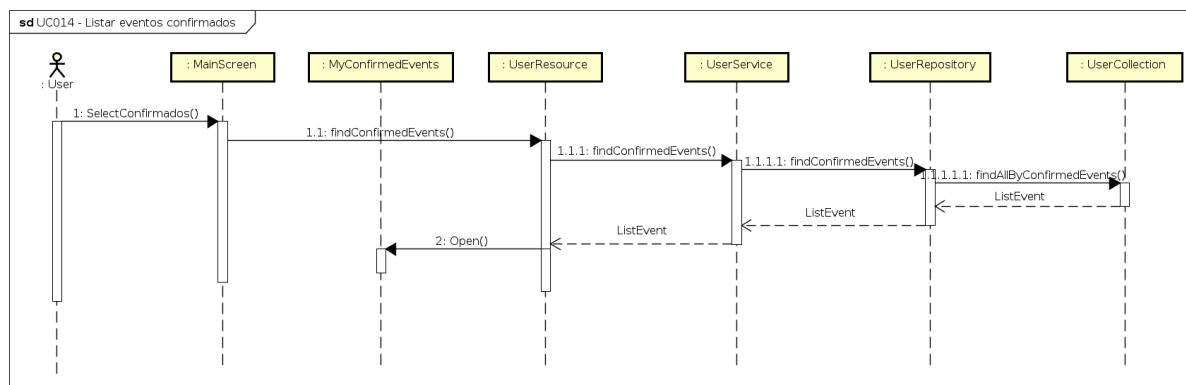 sd UC014 - Listar eventos confirmados
: User
: MainScreen
: MyConfirmedEvents
: UserResource
: UserService
: UserRepository
: UserCollection
1: SelectConfirmados()
1.1: findConfirmedEvents()
1.1.1: findConfirmedEvents()
1.1.1.1: findConfirmedEvents()
1.1.1.1.1: findAllByConfirmedEvents()
ListEvent
ListEvent
ListEvent
2: Open()